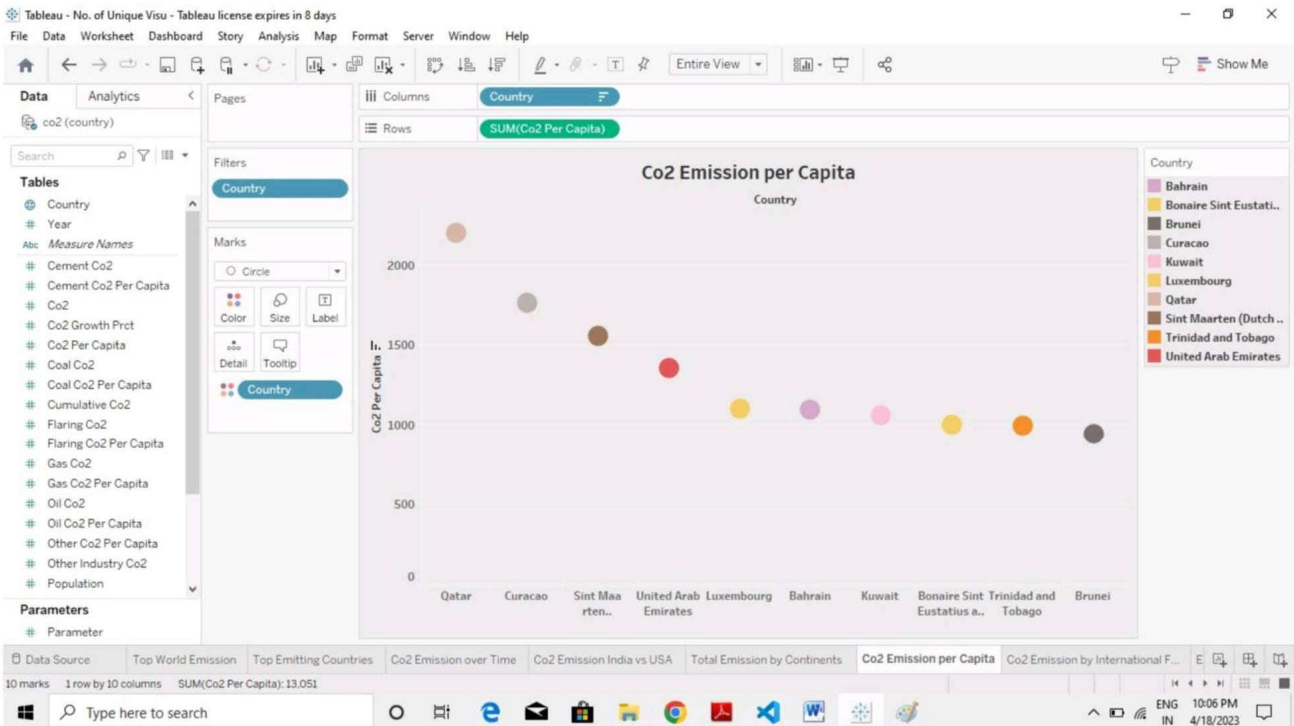 Tableau - No. of Unique Visu - Tableau license expires in 8 days
File Data Worksheet Dashboard Story Analysis Map Format Server Window Help
Entire View
Show Me
Data Analytics
co2 (country)
Search
Tables
Country
# Year
Abc Measure Names
# Cement Co2
# Cement Co2 Per Capita
# Co2
# Co2 Growth Prct
# Co2 Per Capita
# Coal Co2
# Coal Co2 Per Capita
# Cumulative Co2
# Flaring Co2
# Flaring Co2 Per Capita
# Gas Co2
# Gas Co2 Per Capita
# Oil Co2
# Oil Co2 Per Capita
# Other Co2 Per Capita
# Other Industry Co2
# Population
Parameters
# Parameter
Pages
Filters
Country
Marks
Circle
Color Size Label
Detail Tooltip
Country
Columns Country
Rows SUM(Co2 Per Capita)
Co2 Emission per Capita
Country
Co2 Per Capita
2000
1500
1000
500
0
Qatar
Curacao
Sint Maa
rten..
United Arab
Emirates
Luxembourg
Bahrain
Kuwait
Bonaire Sint
Eustatius a..
Trinidad and
Tobago
Brunei
Country
Bahrain
Bonaire Sint Eustati..
Brunei
Curacao
Kuwait
Luxembourg
Qatar
Sint Maarten (Dutch ..
Trinidad and Tobago
United Arab Emirates
Data Source Top World Emission Top Emitting Countries Co2 Emission over Time Co2 Emission India vs USA Total Emission by Continents Co2 Emission per Capita Co2 Emission by International F... E
10 marks 1 row by 10 columns SUM(Co2 Per Capita): 13,051
Type here to search
W
ENG
IN
10:06 PM
4/18/2023